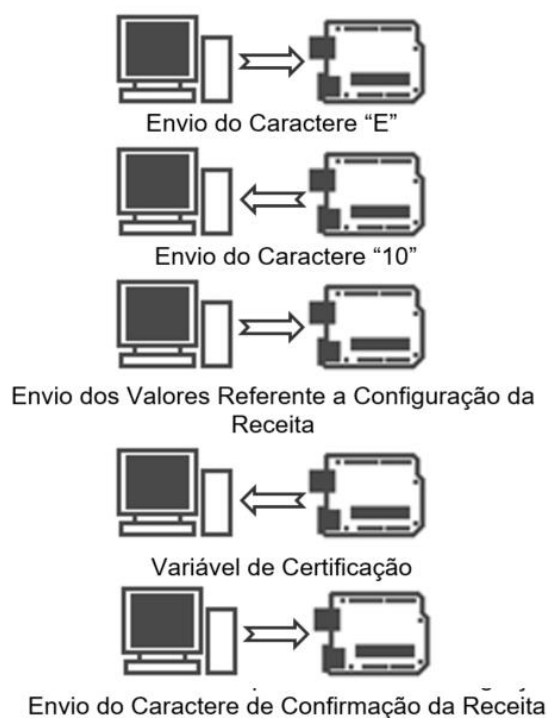 Envio do Caractere “E”
Envio do Caractere “10”
Envio dos Valores Referente a Configuração da
Receita
Variável de Certificação
Envio do Caractere de Confirmação da Receita